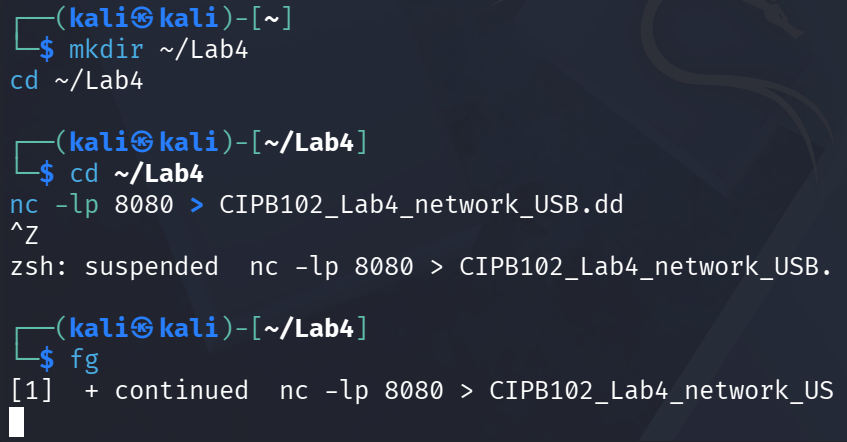 ┌──(kali㉿kali)-[~]
└─$ mkdir ~/Lab4
cd ~/Lab4
┌──(kali㉿kali)-[~/Lab4]
└─$ cd ~/Lab4
nc -lp 8080 > CIPB102_Lab4_network_USB.dd
^Z
zsh: suspended  nc -lp 8080 > CIPB102_Lab4_network_USB.
┌──(kali㉿kali)-[~/Lab4]
└─$ fg
[1]  + continued  nc -lp 8080 > CIPB102_Lab4_network_US